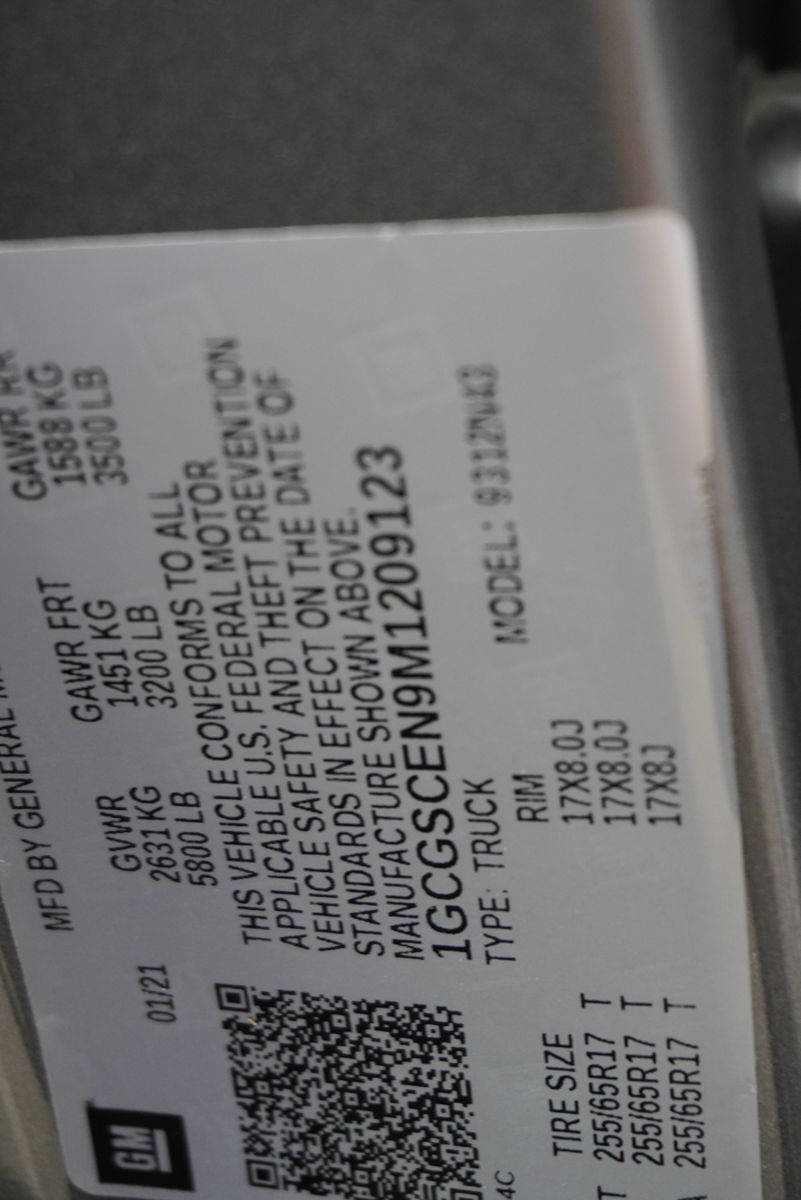 GM
01/21
MFD BY GENERAL
GVWR GAWR FRT GAWR RR
2631 KG 1451 KG 1588 KG
5800 LB 3200 LB 3500 LB
THIS VEHICLE CONFORMS TO ALL
APPLICABLE U.S. FEDERAL MOTOR
VEHICLE SAFETY AND THEFT PREVENTION
STANDARDS IN EFFECT ON THE DATE OF
MANUFACTURE SHOWN ABOVE.
1GCGSCEN9M1209123
TYPE: TRUCK MODEL: 9312N43
4C
TIRE SIZE RIM
255/65R17 T 17X8.0J
255/65R17 T 17X8.0J
255/65R17 T 17X8J